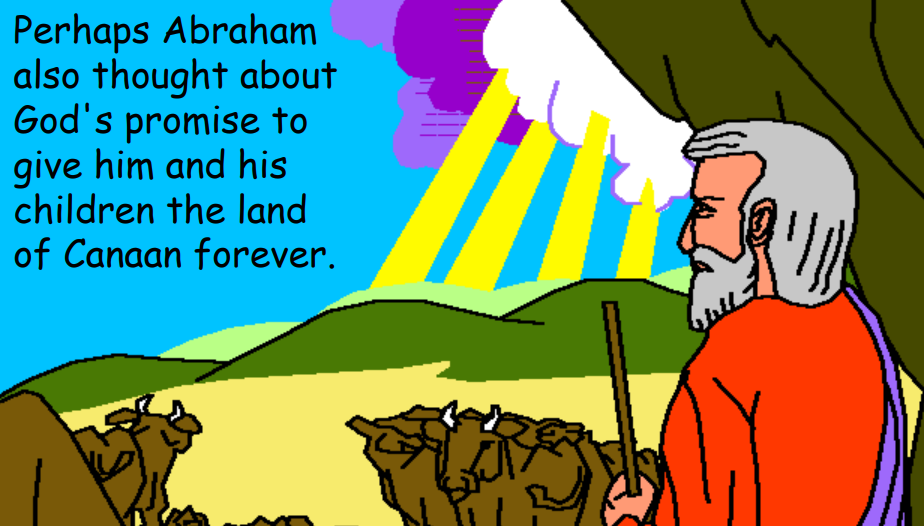 Perhaps Abraham
also thought about
God's promise to
give him and his
children the land
of Canaan forever.